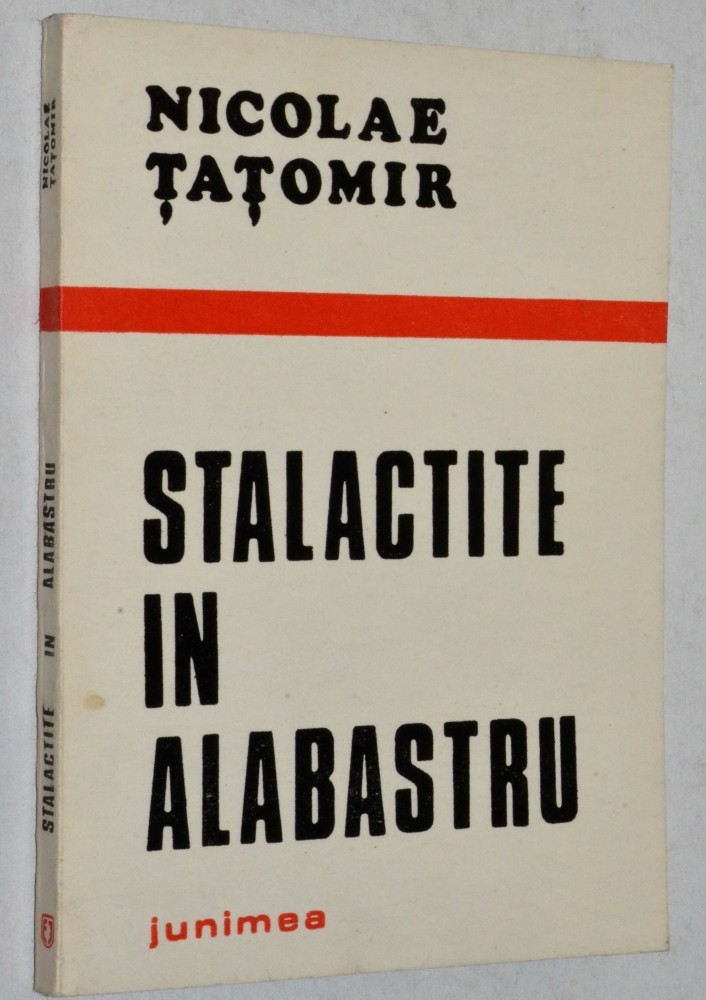 NICOLAE
ȚAȚOMIR
STALACTITE
IN
ALABASTRU
junimea
NICOLAE
ȚAȚOMIR
STALACTITE IN ALABASTRU